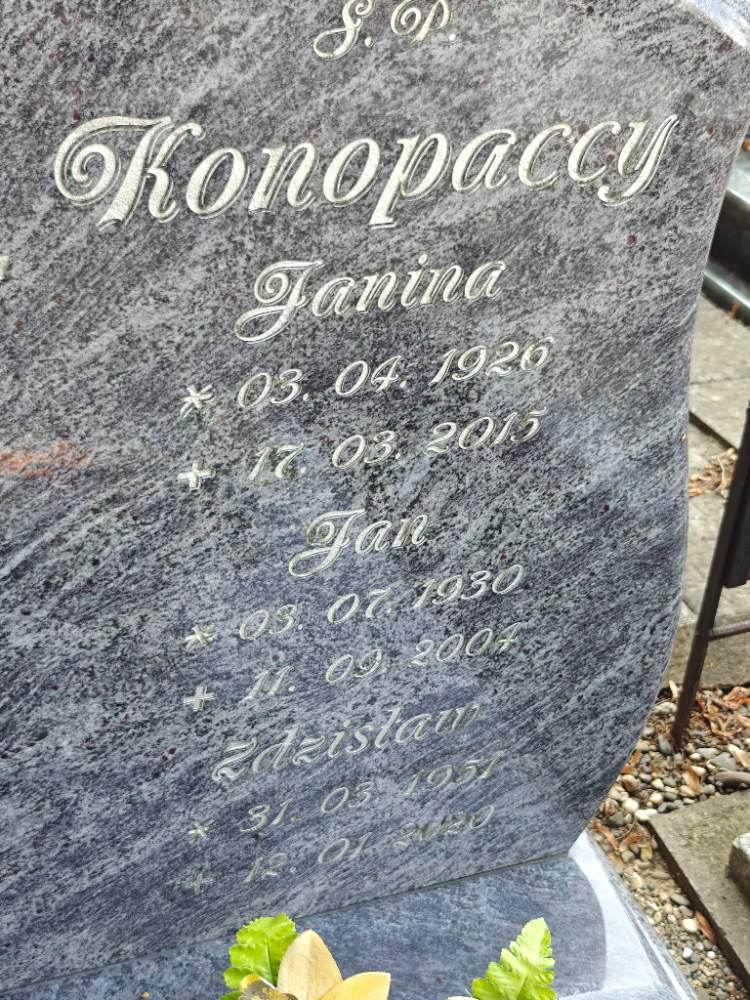 Ś. P.
Konopaccy
Janina
* 03. 04. 1926
+ 17. 03. 2015
Jan
* 03. 07. 1930
+ 11. 09. 2004
Zdzisław
* 31. 03. 1951
+ 12. 01. 2020